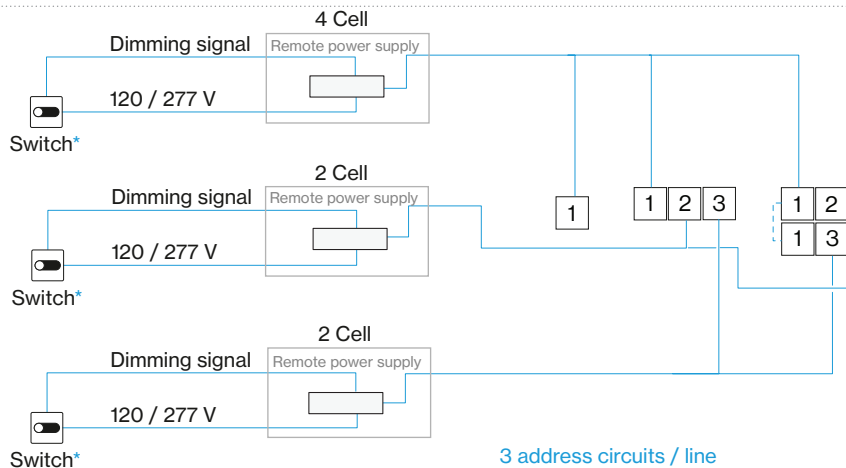 4 Cell
Dimming signal
Remote power supply
120 / 277 V
Switch*
1
1 2 3
1 2
1 3
2 Cell
Dimming signal
Remote power supply
120 / 277 V
Switch*
2 Cell
Dimming signal
Remote power supply
120 / 277 V
Switch*
3 address circuits / line